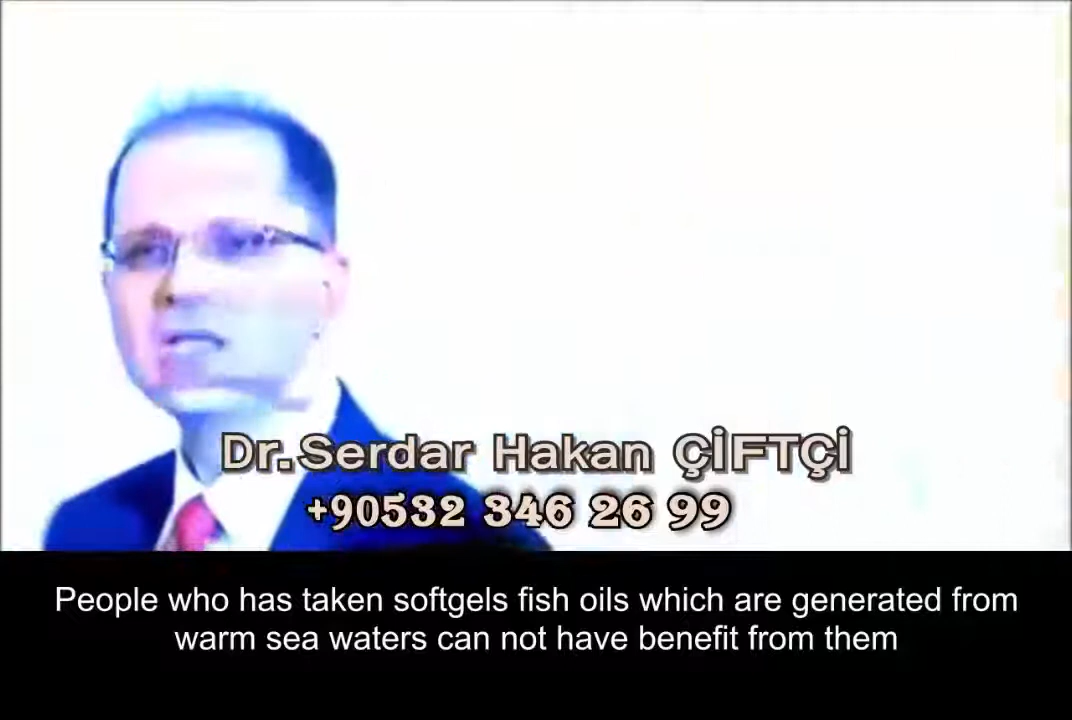 Dr.Serdar Hakan ÇİFTÇİ
+90532 346 26 99
People who has taken softgels fish oils which are generated from
warm sea waters can not have benefit from them